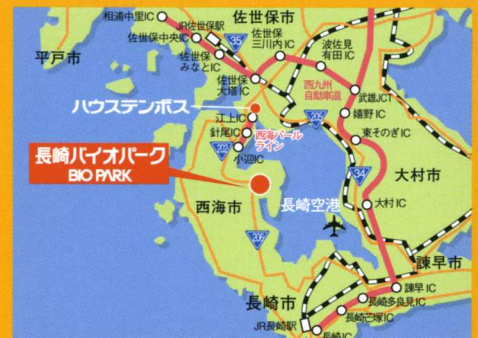 相浦中里IC
佐世保市
JR佐世保駅
佐世保中央IC
佐世保
三川内IC
波佐見
有田IC
平戸市
35
佐世保
みなとIC
佐世保
大塔IC
西九州
自動車道
武雄JCT
ハウステンボス
江上IC
205
嬉野IC
針尾IC
西海パール
ライン
東そのぎIC
202
小迎IC
長崎バイオパーク
BIO PARK
34
大村市
西海市
長崎空港
大村IC
206
諫早市
諫早IC
長崎市
長崎多良見IC
長崎芒塚IC
JR長崎駅
長崎IC